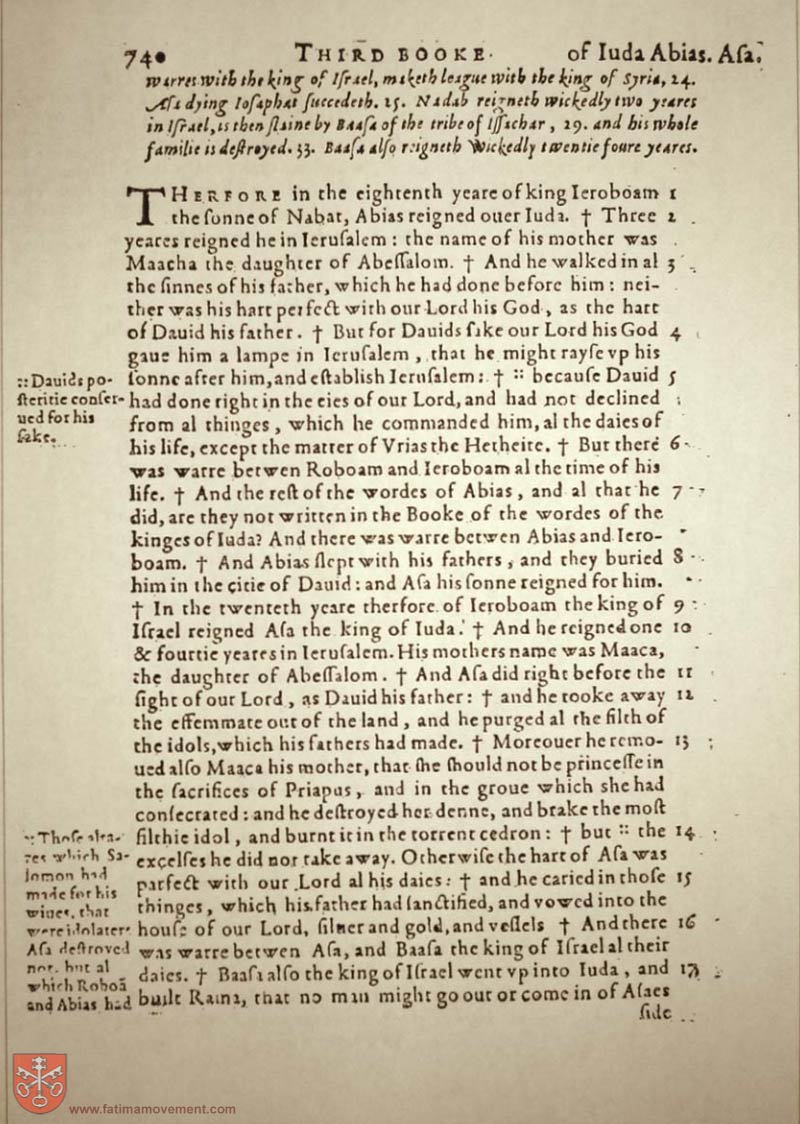 740 THIRD BOOKE of Iuda Abias. Aſa.
warres with the king of Iſrael, maketh league with the king of Syria, 24.
Aſa dying Ioſaphat ſuccedeth. 25. Nadab reigneth wickedly two yeares
in Iſrael, is then ſlaine by Baaſa of the tribe of Iſſachar, 29. and his whole
familie is deſtroyed. 33. Baaſa alſo reigneth wickedly twentie foure yeares.
THERFORE in the eightenth yeare of king Ieroboam 1
the ſonne of Nabat, Abias reigned ouer Iuda. † Three 2
yeares reigned he in Ieruſalem: the name of his mother was
Maacha the daughter of Abeſſalom. † And he walked in al 3
the ſinnes of his father, which he had done before him: nei-
ther was his hart perfect with our Lord his God, as the hart
of Dauid his father. † But for Dauids ſake our Lord his God 4
gaue him a lampe in Ieruſalem, that he might rayſe vp his
ſonne after him, and eſtabliſh Ieruſalem: † :: becauſe Dauid 5
had done right in the eies of our Lord, and had not declined
from al thinges, which he commanded him, al the daies of
his life, except the matter of Vrias the Hetheite. † But there 6
was warre betwen Roboam and Ieroboam al the time of his
life. † And the reſt of the wordes of Abias, and al that he 7
did, are they not written in the Booke of the wordes of the
kinges of Iuda? And there was warre betwen Abias and Iero-
boam. † And Abias ſlept with his fathers, and they buried 8
him in the citie of Dauid: and Aſa his ſonne reigned for him.
† In the twenteth yeare therfore of Ieroboam the king of 9
Iſrael reigned Aſa the king of Iuda. † And he reigned one 10
& fourtie yeares in Ieruſalem. His mothers name was Maaca,
the daughter of Abeſſalom. † And Aſa did right before the 11
ſight of our Lord, as Dauid his father: † and he tooke away 12
the effemmate out of the land, and he purged al the filth of
the idols, which his fathers had made. † Moreouer he remo- 13
ued alſo Maaca his mother, that ſhe ſhould not be princeſſe in
the ſacrifices of Priapus, and in the groue which ſhe had
conſecrated: and he deſtroyed her denne, and brake the moſt
filthie idol, and burnt it in the torrent cedron: † but :: the 14
excelſes he did not take away. Otherwiſe the hart of Aſa was
parfect with our Lord al his daies: † and he caried in thoſe 15
thinges, which his father had ſanctified, and vowed into the
houſe of our Lord, ſiluer and gold, and veſſels † And there 16
was warre betwen Aſa, and Baaſa the king of Iſrael al their
daies. † Baaſa alſo the king of Iſrael went vp into Iuda, and 17
built Rama, that no man might go out or come in of Aſaes
ſide
:: Dauids po-
ſteritie conſer-
ued for his
ſake.
:: Thoſe alta-
res which Sa-
lomon had
made for his
wiues, that
were idolaters
Aſa deſtroyed
not, but al
which Roboā
and Abias had
www.fatimamovement.com